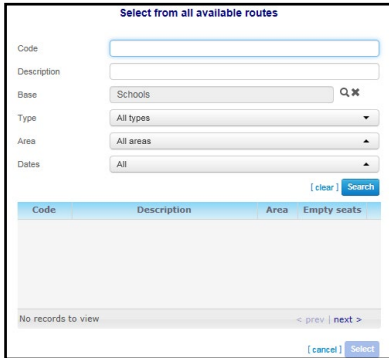 Select from all available routes
Code
Description
Base Schools
Type All types
Area All areas
Dates All
[ clear ] Search
Code Description Area Empty seats
No records to view < prev | next >
[ cancel ] Select